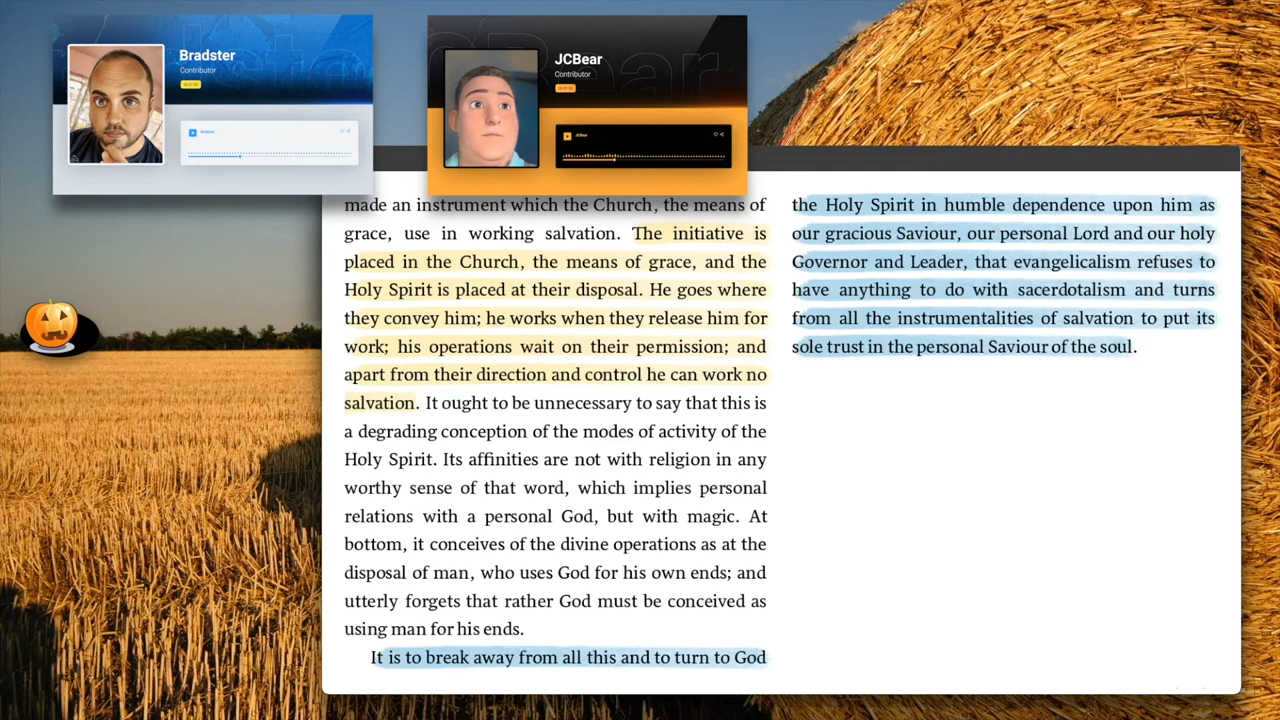 Bradster
Contributor
JCBear
Contributor
Bradster
JCBear
made an instrument which the Church, the means of
grace, use in working salvation. The initiative is
placed in the Church, the means of grace, and the
Holy Spirit is placed at their disposal. He goes where
they convey him; he works when they release him for
work; his operations wait on their permission; and
apart from their direction and control he can work no
salvation. It ought to be unnecessary to say that this is
a degrading conception of the modes of activity of the
Holy Spirit. Its affinities are not with religion in any
worthy sense of that word, which implies personal
relations with a personal God, but with magic. At
bottom, it conceives of the divine operations as at the
disposal of man, who uses God for his own ends; and
utterly forgets that rather God must be conceived as
using man for his ends.
It is to break away from all this and to turn to God
the Holy Spirit in humble dependence upon him as
our gracious Saviour, our personal Lord and our holy
Governor and Leader, that evangelicalism refuses to
have anything to do with sacerdotalism and turns
from all the instrumentalities of salvation to put its
sole trust in the personal Saviour of the soul.